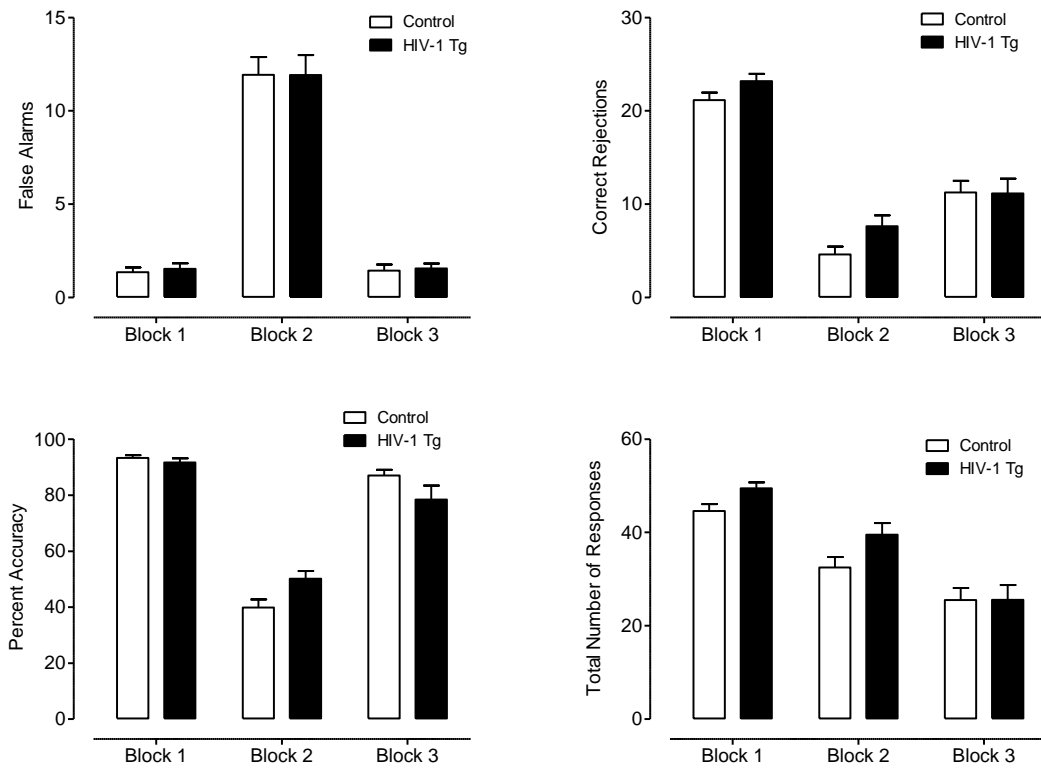 False Alarms
15
10
5
0
Control
HIV-1 Tg
Block 1
Block 2
Block 3
Correct Rejections
30
20
10
0
Control
HIV-1 Tg
Block 1
Block 2
Block 3
Percent Accuracy
100
80
60
40
20
0
Control
HIV-1 Tg
Block 1
Block 2
Block 3
Total Number of Responses
60
40
20
0
Control
HIV-1 Tg
Block 1
Block 2
Block 3